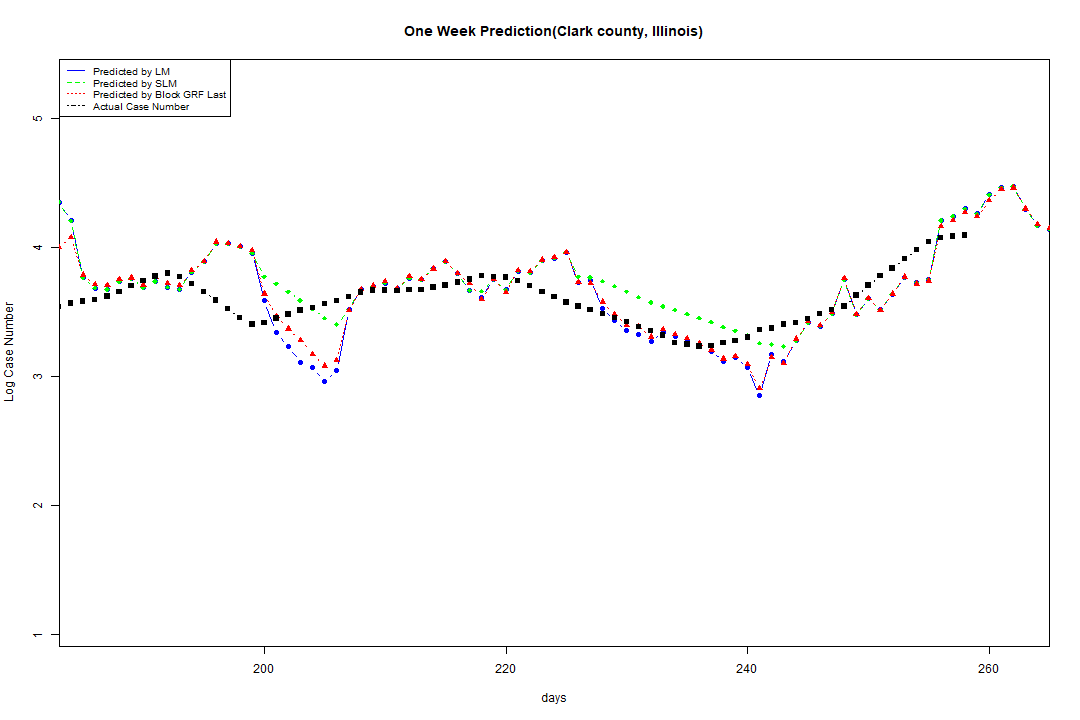 One Week Prediction(Clark county, Illinois)
Predicted by LM
Predicted by SLM
Predicted by Block GRF Last
Actual Case Number
5
4
3
2
1
Log Case Number
200 220 240 260
days